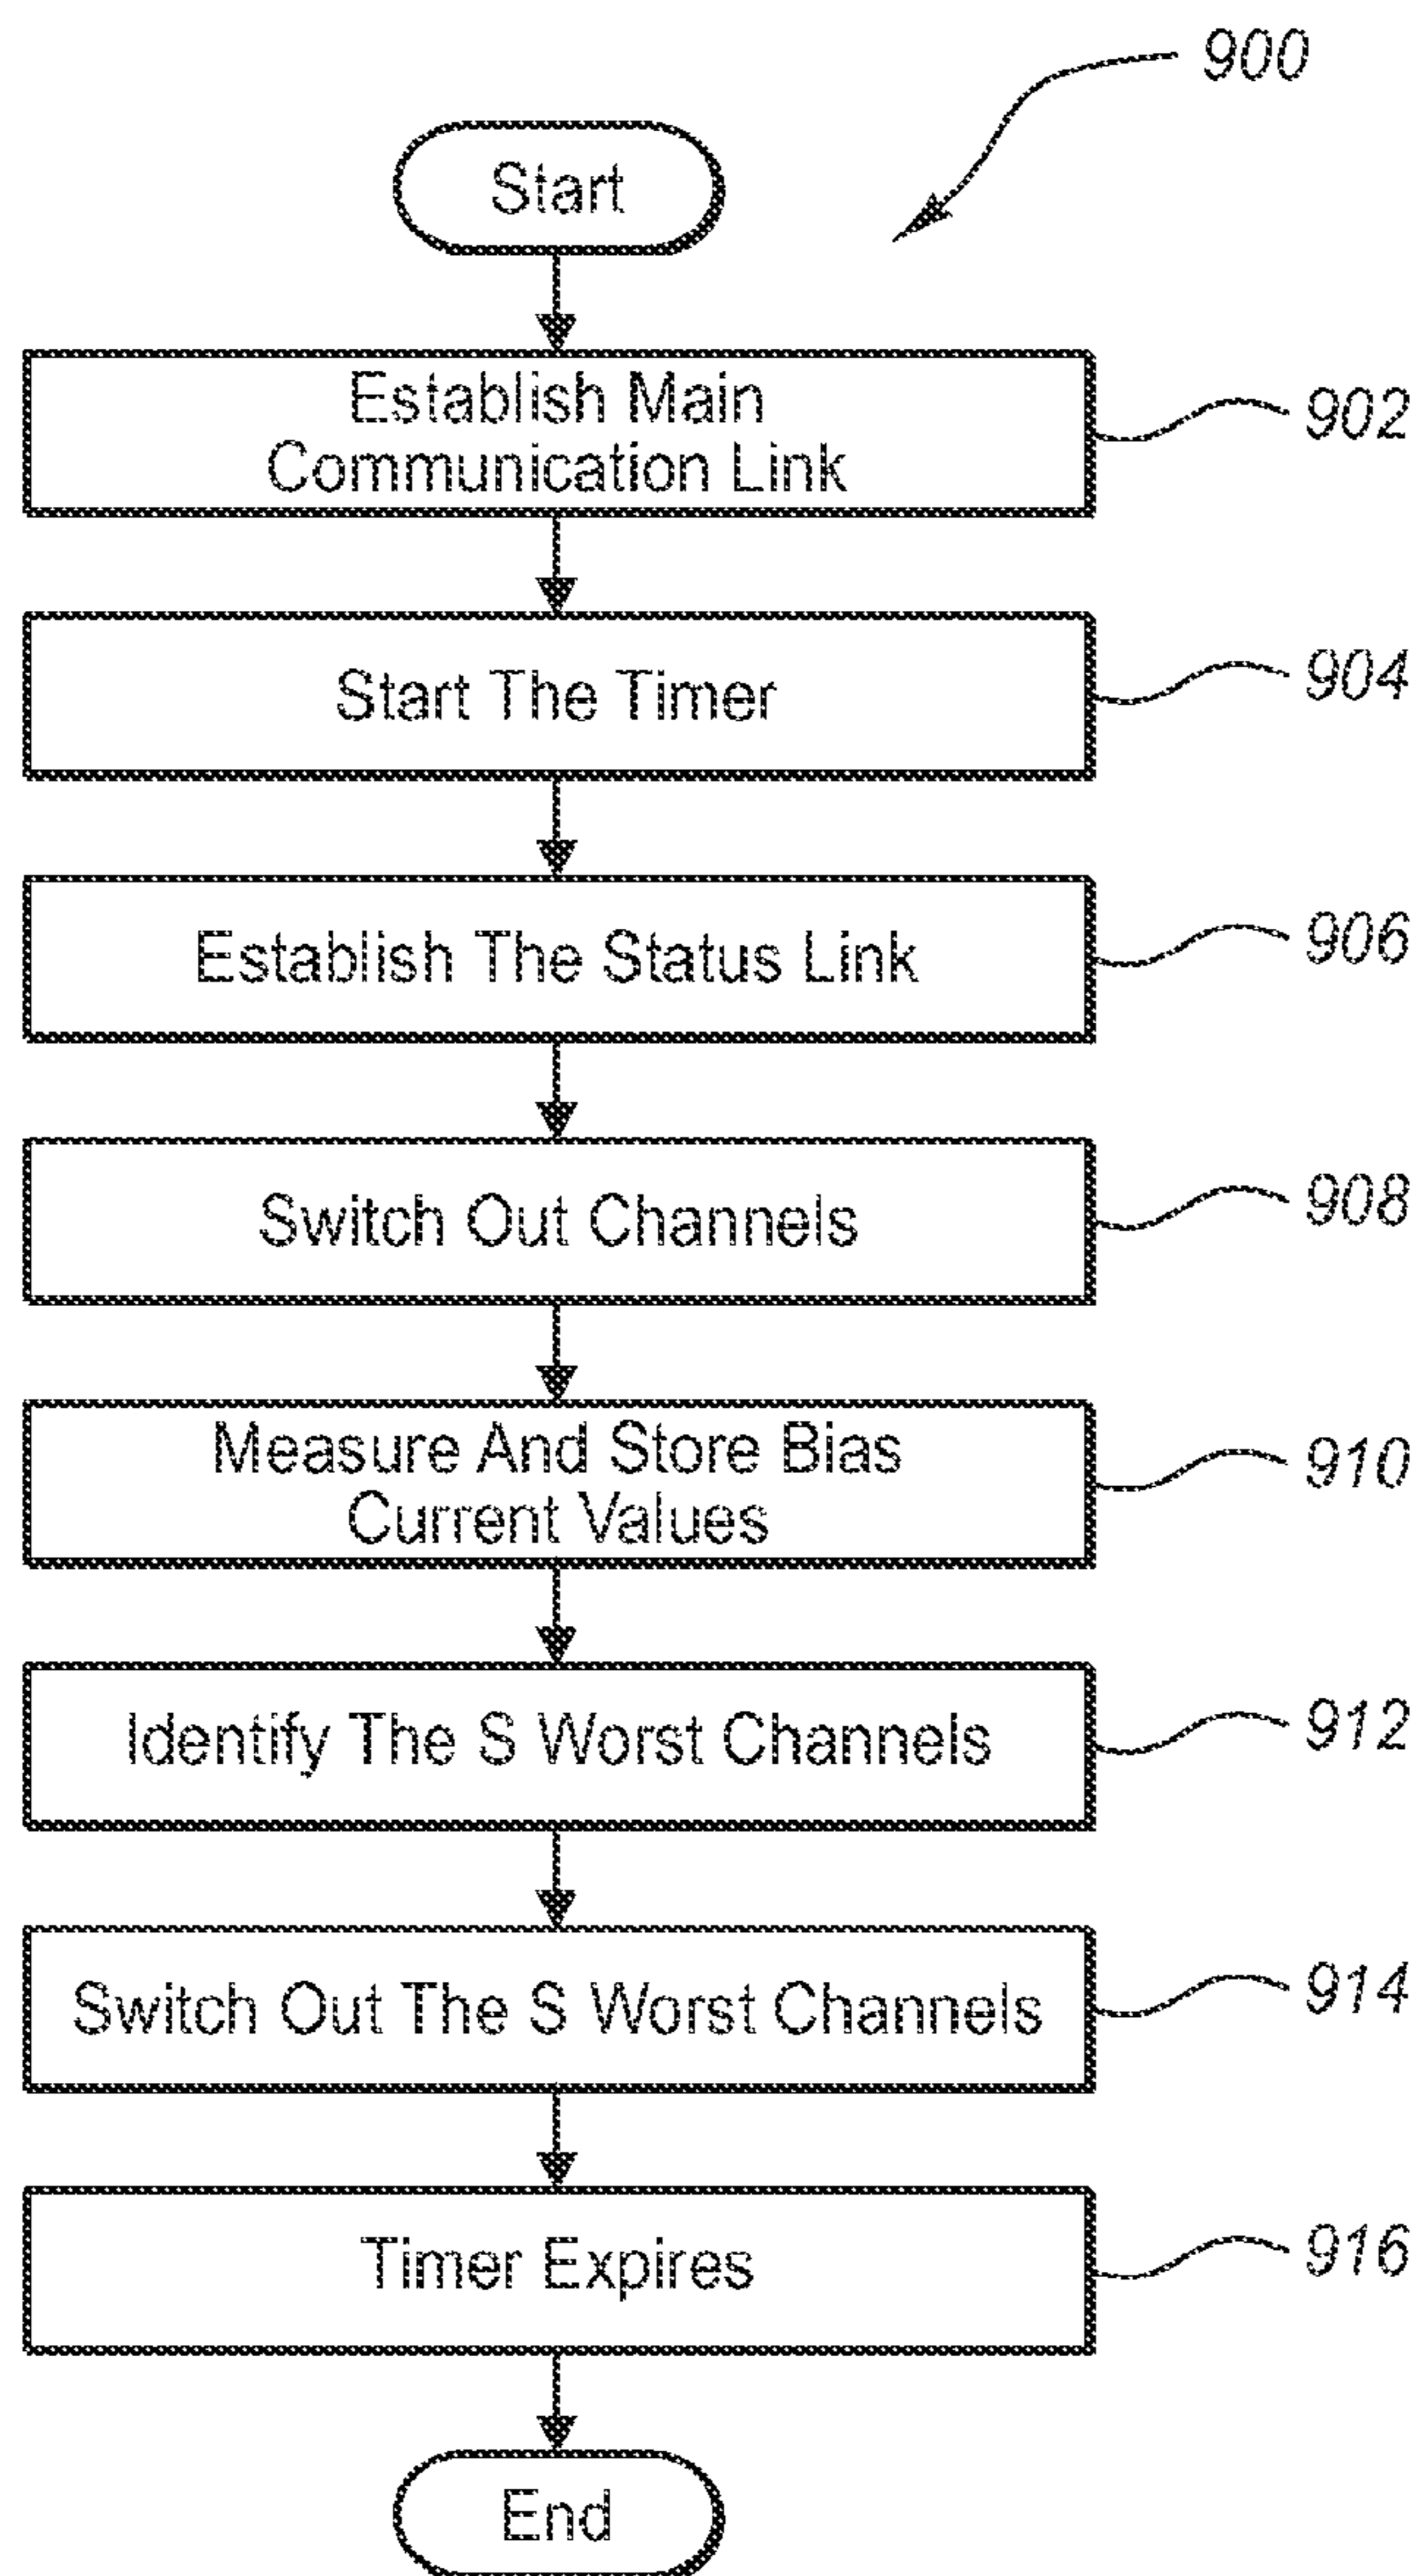 900
Start
Establish Main
Communication Link
902
Start The Timer
904
Establish The Status Link
906
Switch Out Channels
908
Measure And Store Bias
Current Values
910
Identify The S Worst Channels
912
Switch Out The S Worst Channels
914
Timer Expires
916
End